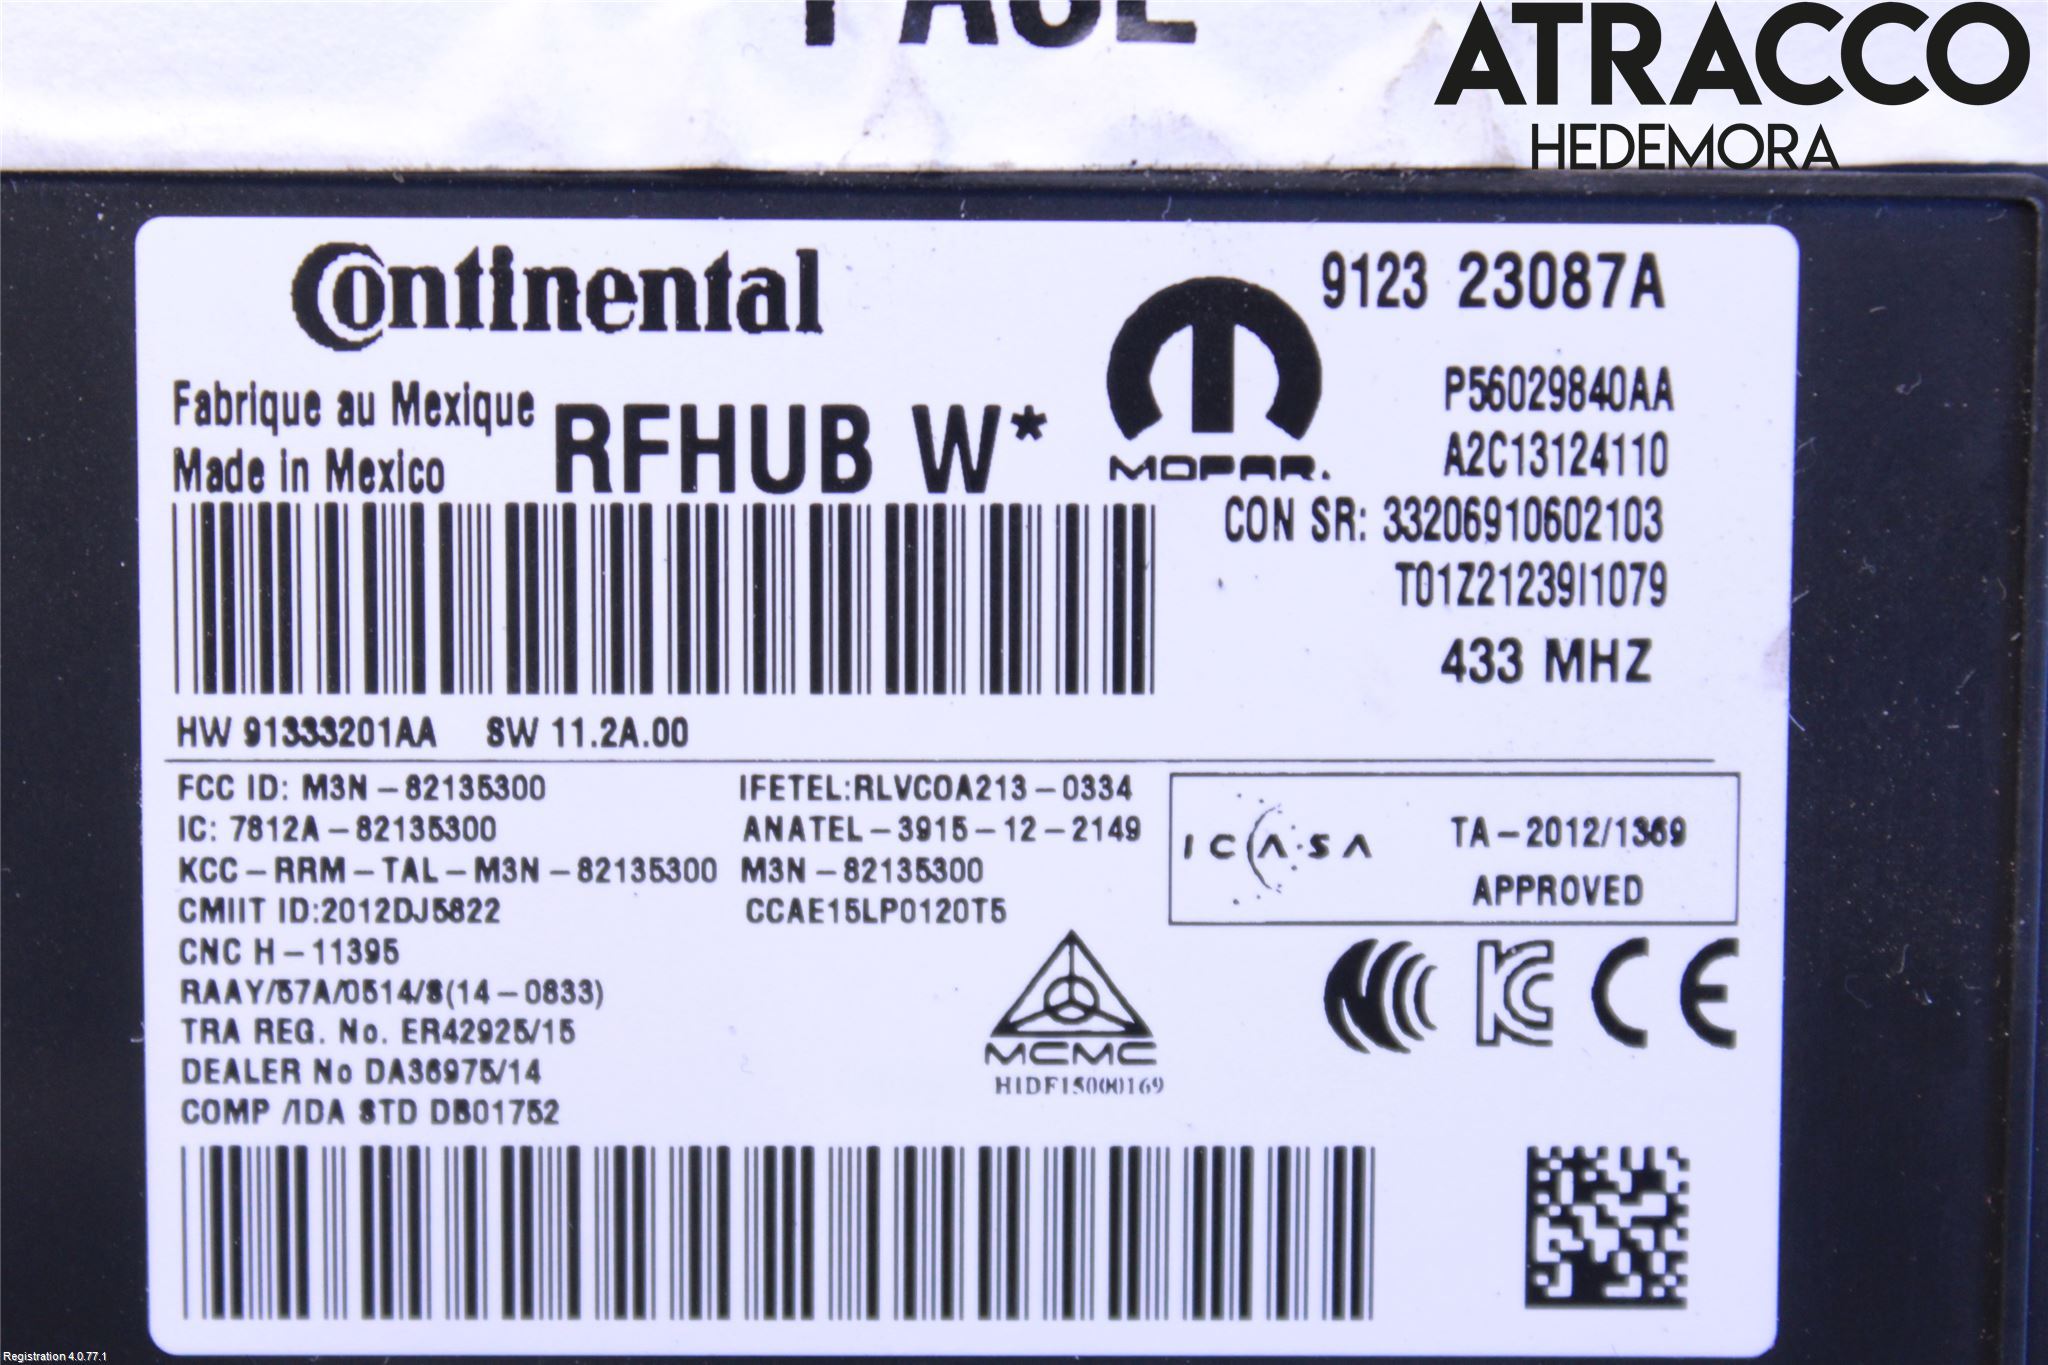 ATRACCO
HEDEMORA
Continental
9123 23087A
Fabrique au Mexique
Made in Mexico
RFHUB W*
MOPAR.
P56029840AA
A2C13124110
CON SR: 33206910602103
T01Z21239I1079
433 MHZ
HW 91333201AA SW 11.2A.00
FCC ID: M3N-82135300
IC: 7812A-82135300
KCC-RRM-TAL-M3N-82135300
CMIIT ID:2012DJ5822
CNC H-11395
RAAY/57A/0514/S(14-0833)
TRA REG. No. ER42925/15
DEALER No DA36975/14
COMP /IDA STD DB01752
IFETEL:RLVCOA213-0334
ANATEL-3915-12-2149
M3N-82135300
CCAE15LP0120T5
ICASA
TA-2012/1369
APPROVED
MCMC
HIDF15000169
CE
Registration 4.0.77.1